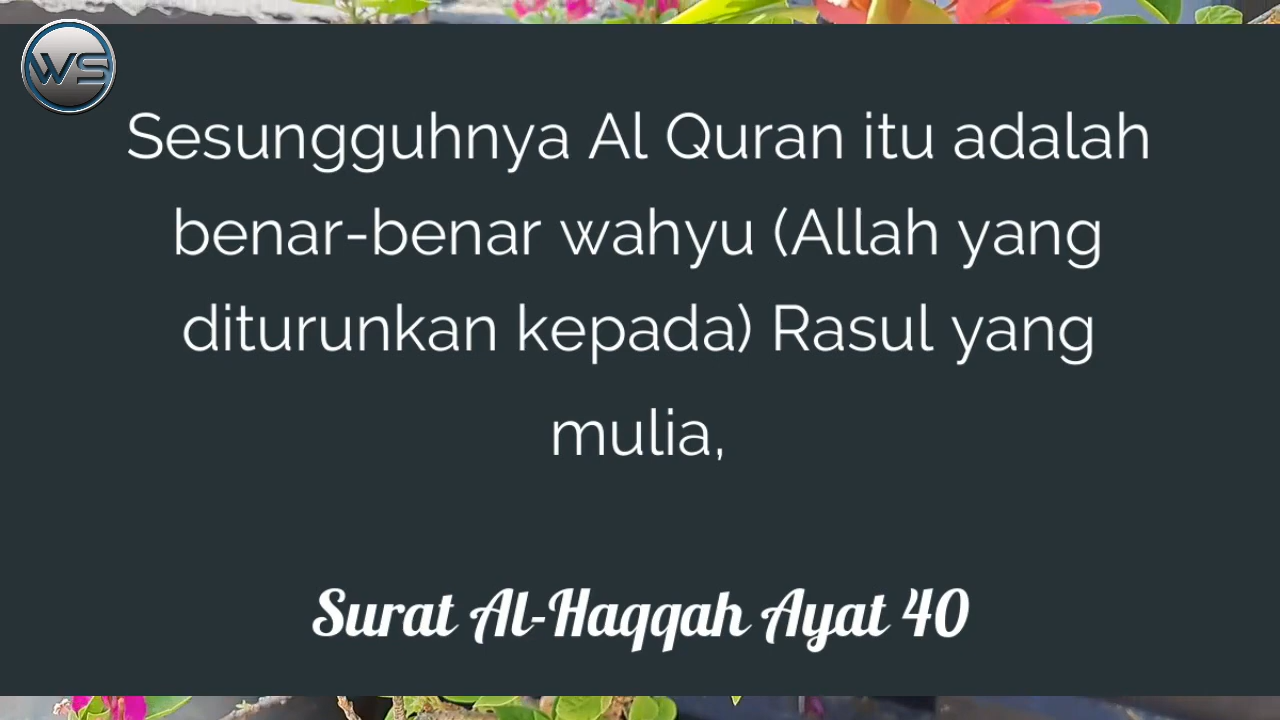 WS
Sesungguhnya Al Quran itu adalah
benar-benar wahyu (Allah yang
diturunkan kepada) Rasul yang
mulia,
Surat Al-Haqqah Ayat 40